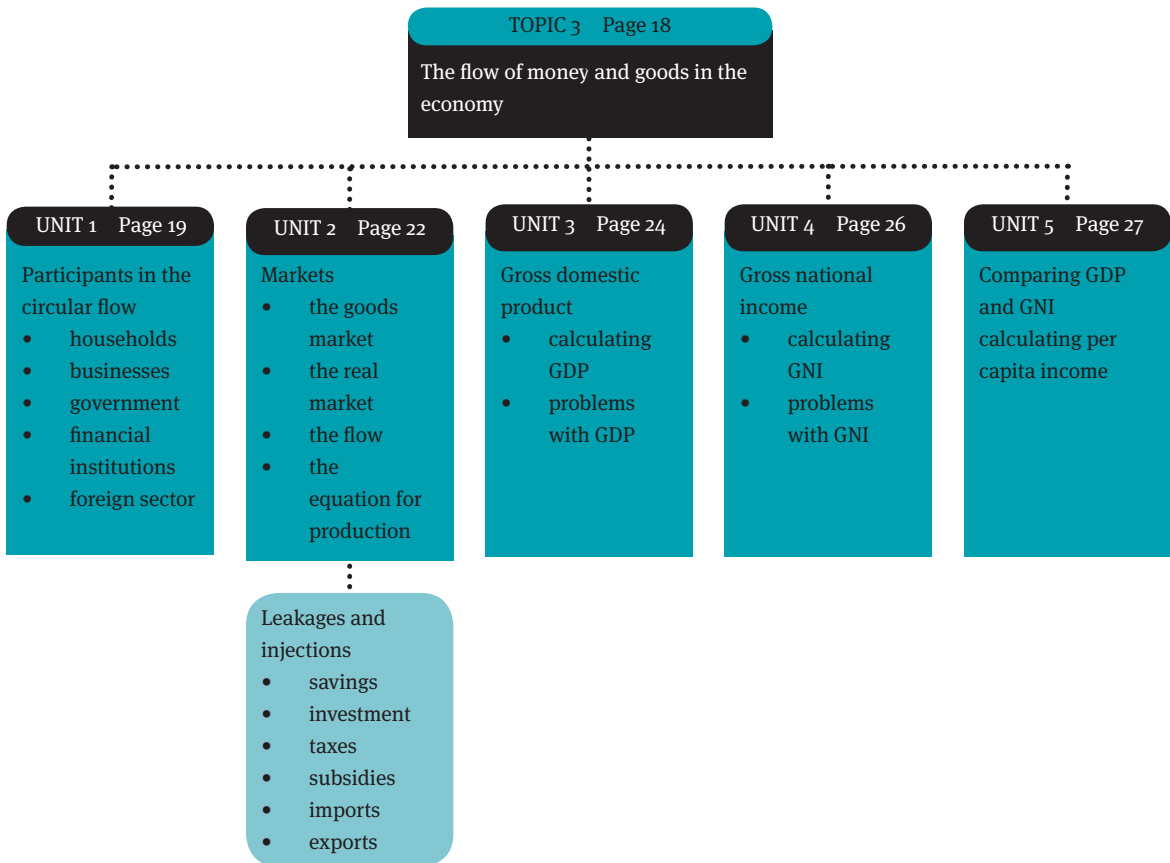 TOPIC 3 Page 18
The flow of money and goods in the
economy
UNIT 1 Page 19
Participants in the
circular flow
• households
• businesses
• government
• financial
institutions
• foreign sector
UNIT 2 Page 22
Markets
• the goods
market
• the real
market
• the flow
• the
equation for
production
Leakages and
injections
• savings
• investment
• taxes
• subsidies
• imports
• exports
UNIT 3 Page 24
Gross domestic
product
• calculating
GDP
• problems
with GDP
UNIT 4 Page 26
Gross national
income
• calculating
GNI
• problems
with GNI
UNIT 5 Page 27
Comparing GDP
and GNI
calculating per
capita income